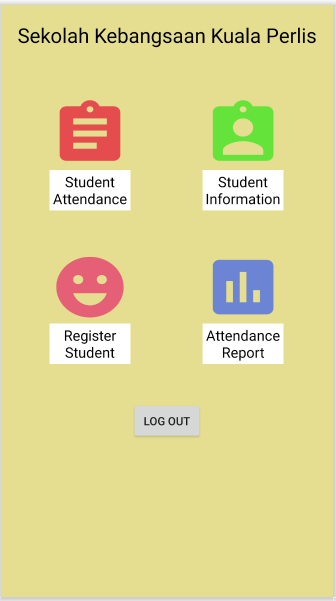 Sekolah Kebangsaan Kuala Perlis
Student
Attendance
Student
Information
Register
Student
Attendance
Report
LOG OUT